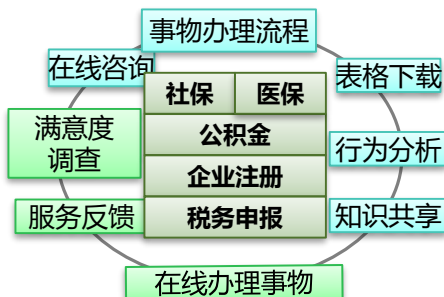 事物办理流程
在线咨询
表格下载
社保 医保
满意度
调查
公积金
行为分析
企业注册
服务反馈
税务申报
知识共享
在线办理事物